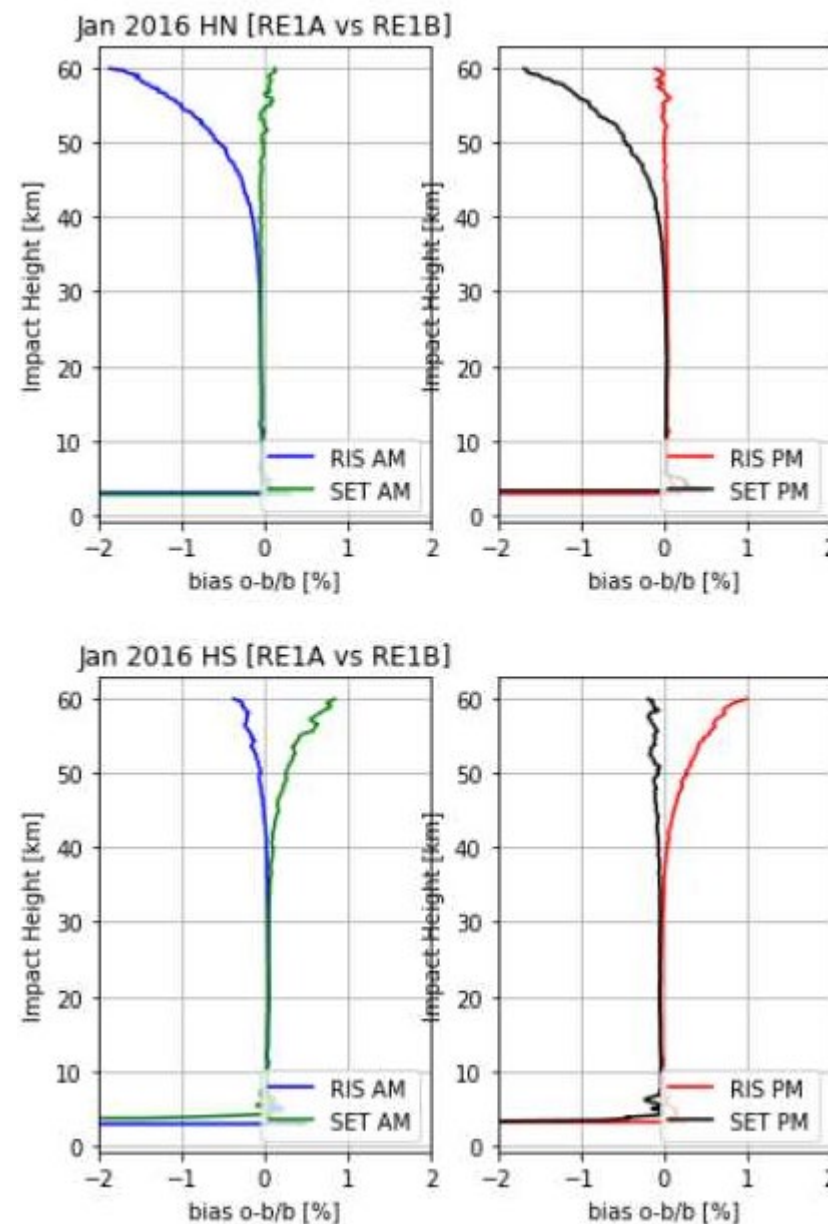 Jan 2016 HN [RE1A vs RE1B]
Impact Height [km]
60
50
40
30
20
10
0
RIS AM
SET AM
−2 −1 0 1 2
bias o-b/b [%]
Impact Height [km]
60
50
40
30
20
10
0
RIS PM
SET PM
−2 −1 0 1 2
bias o-b/b [%]
Jan 2016 HS [RE1A vs RE1B]
Impact Height [km]
60
50
40
30
20
10
0
RIS AM
SET AM
−2 −1 0 1 2
bias o-b/b [%]
Impact Height [km]
60
50
40
30
20
10
0
RIS PM
SET PM
−2 −1 0 1 2
bias o-b/b [%]